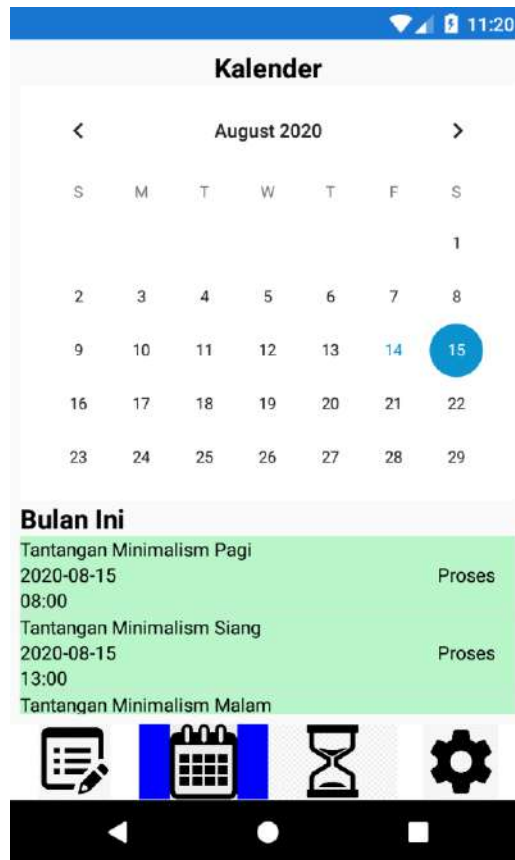 11:20
Kalender
August 2020
S M T W T F S
1
2 3 4 5 6 7 8
9 10 11 12 13 14 15
16 17 18 19 20 21 22
23 24 25 26 27 28 29
Bulan Ini
Tantangan Minimalism Pagi
2020-08-15 Proses
08:00
Tantangan Minimalism Siang
2020-08-15 Proses
13:00
Tantangan Minimalism Malam